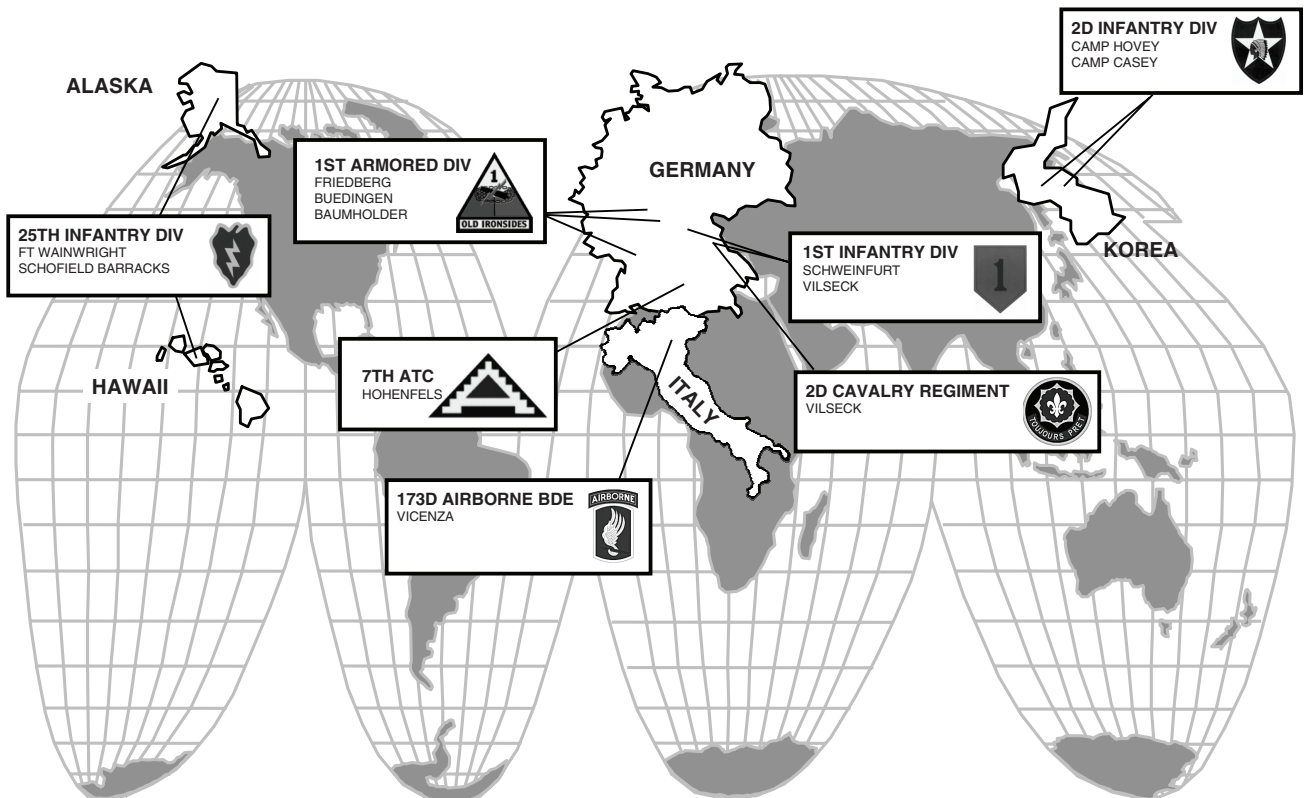 2D INFANTRY DIV
CAMP HOVEY
CAMP CASEY
ALASKA
1ST ARMORED DIV
FRIEDBERG
BUEDINGEN
BAUMHOLDER
1
OLD IRONSIDES
GERMANY
25TH INFANTRY DIV
FT WAINWRIGHT
SCHOFIELD BARRACKS
1ST INFANTRY DIV
SCHWEINFURT
VILSECK
1
KOREA
HAWAII
7TH ATC
HOHENFELS
ITALY
2D CAVALRY REGIMENT
VILSECK
TOUJOURS PRET
173D AIRBORNE BDE
VICENZA
AIRBORNE